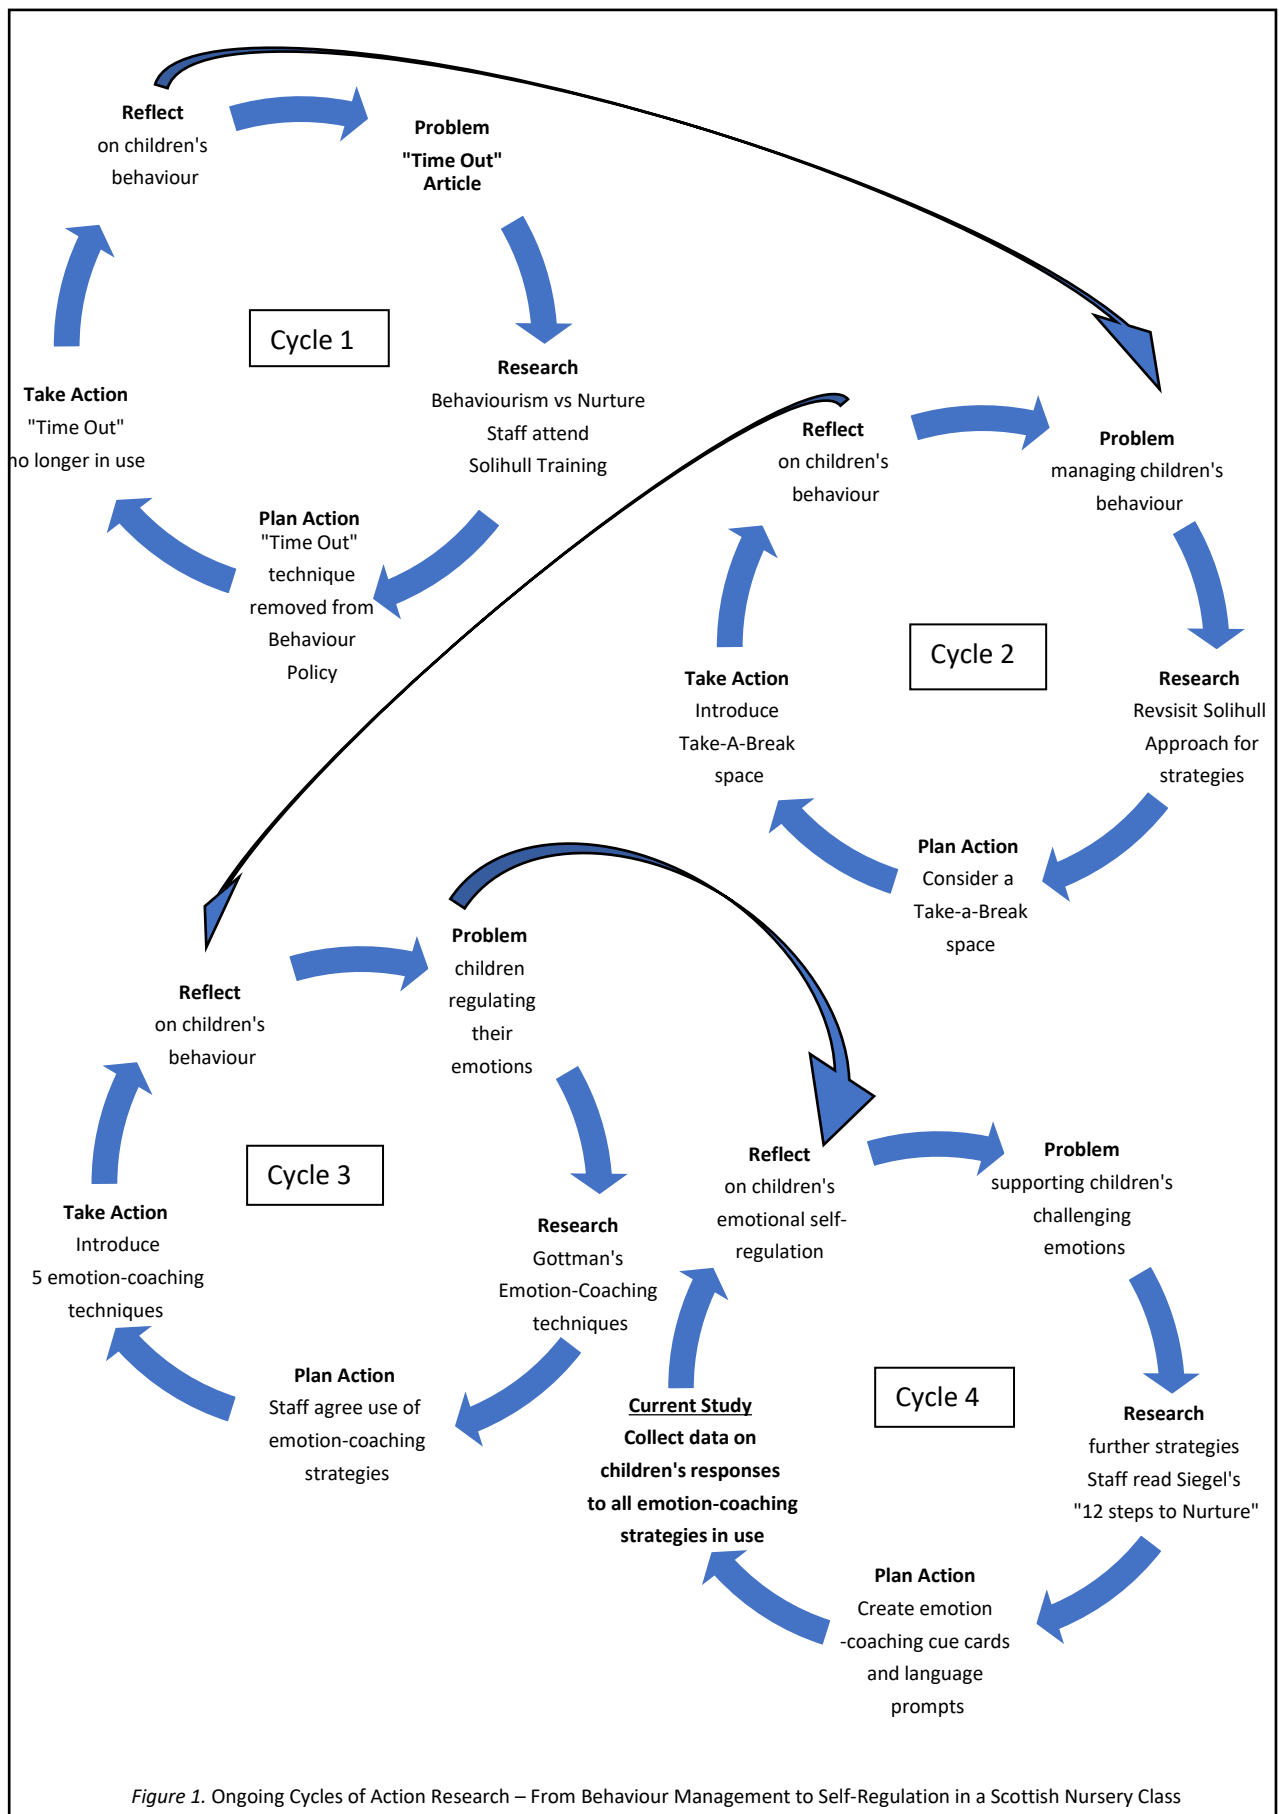 Reflect
on children's
behaviour
Problem
"Time Out"
Article
Research
Behaviourism vs Nurture
Staff attend
Solihull Training
Plan Action
"Time Out"
technique
removed from
Behaviour
Policy
Take Action
"Time Out"
no longer in use
Cycle 1
Reflect
on children's
behaviour
Problem
managing children's
behaviour
Research
Revsisit Solihull
Approach for
strategies
Plan Action
Consider a
Take-a-Break
space
Take Action
Introduce
Take-A-Break
space
Cycle 2
Reflect
on children's
behaviour
Problem
children
regulating
their
emotions
Research
Gottman's
Emotion-Coaching
techniques
Plan Action
Staff agree use of
emotion-coaching
strategies
Take Action
Introduce
5 emotion-coaching
techniques
Cycle 3
Reflect
on children's
emotional self-
regulation
Problem
supporting children's
challenging
emotions
Research
further strategies
Staff read Siegel's
"12 steps to Nurture"
Plan Action
Create emotion
-coaching cue cards
and language
prompts
Current Study
Collect data on
children's responses
to all emotion-coaching
strategies in use
Cycle 4
Figure 1. Ongoing Cycles of Action Research – From Behaviour Management to Self-Regulation in a Scottish Nursery Class